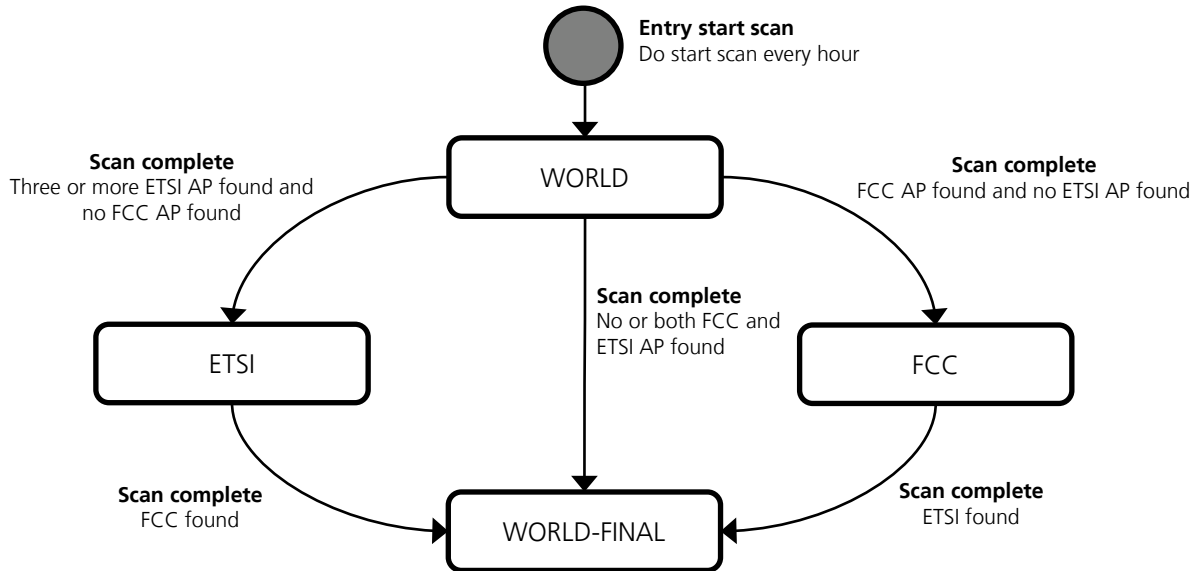 Entry start scan
Do start scan every hour
WORLD
Scan complete
Three or more ETSI AP found and
no FCC AP found
Scan complete
FCC AP found and no ETSI AP found
Scan complete
No or both FCC and
ETSI AP found
ETSI
FCC
Scan complete
FCC found
Scan complete
ETSI found
WORLD-FINAL